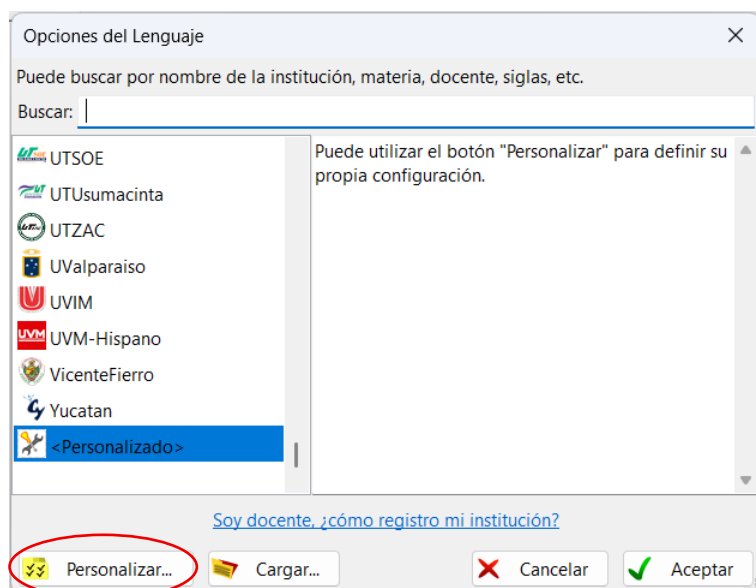 Opciones del Lenguaje
Puede buscar por nombre de la institución, materia, docente, siglas, etc.
Buscar:
UTSOE
UTUsumacinta
UTZAC
UValparaiso
UVIM
UVM-Hispano
VicenteFierro
Yucatan
<Personalizado>
Puede utilizar el botón "Personalizar" para definir su
propia configuración.
Soy docente, ¿cómo registro mi institución?
Personalizar...
Cargar...
Cancelar
Aceptar